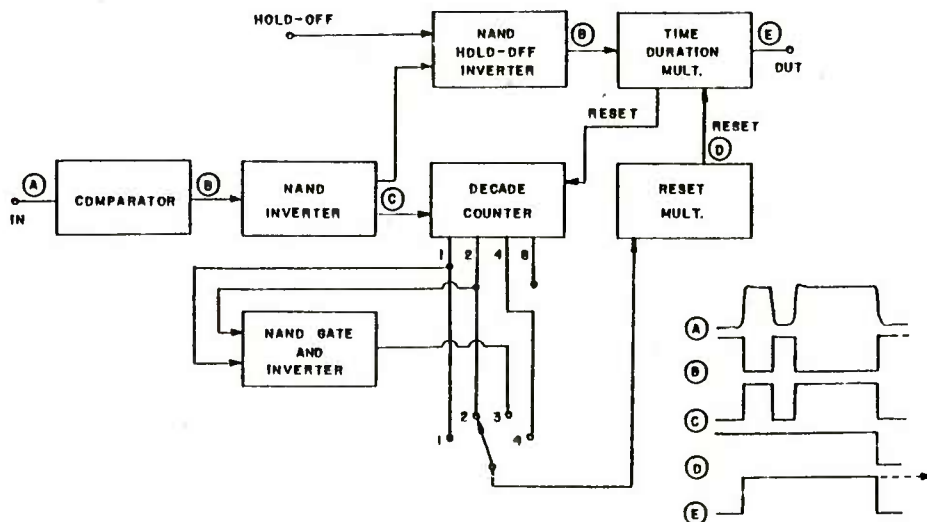 HOLD-OFF
NAND
HOLD-OFF
INVERTER
B
TIME
DURATION
MULT.
E
OUT
RESET
RESET
D
A
IN
COMPARATOR
B
NAND
INVERTER
C
DECADE
COUNTER
RESET
MULT.
1
2
4
8
NAND GATE
AND
INVERTER
1
2
3
4
A
B
C
D
E